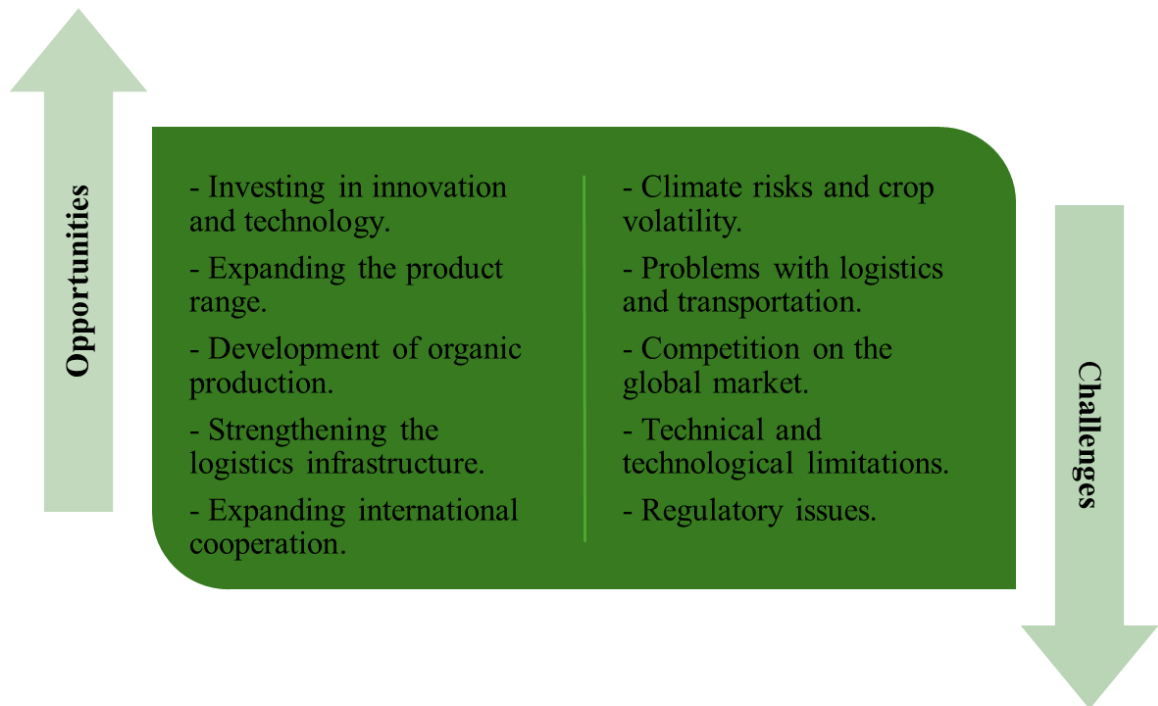 Opportunities
- Investing in innovation
and technology.
- Expanding the product
range.
- Development of organic
production.
- Strengthening the
logistics infrastructure.
- Expanding international
cooperation.
- Climate risks and crop
volatility.
- Problems with logistics
and transportation.
- Competition on the
global market.
- Technical and
technological limitations.
- Regulatory issues.
Challenges